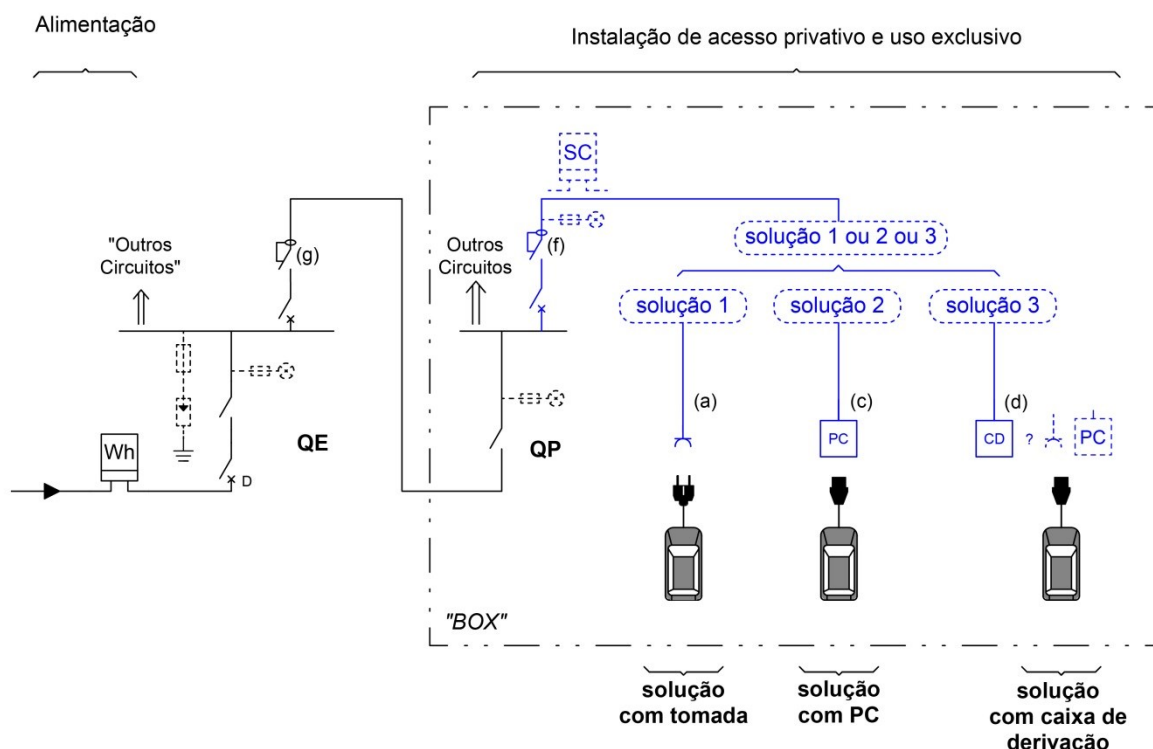 Alimentação
Instalação de acesso privativo e uso exclusivo
SC
"Outros
Circuitos"
(g)
Outros
Circuitos
(f)
solução 1 ou 2 ou 3
solução 1
solução 2
solução 3
(a)
(c)
(d)
QE
QP
PC
CD
?
PC
Wh
D
"BOX"
solução
com tomada
solução
com PC
solução
com caixa de
derivação